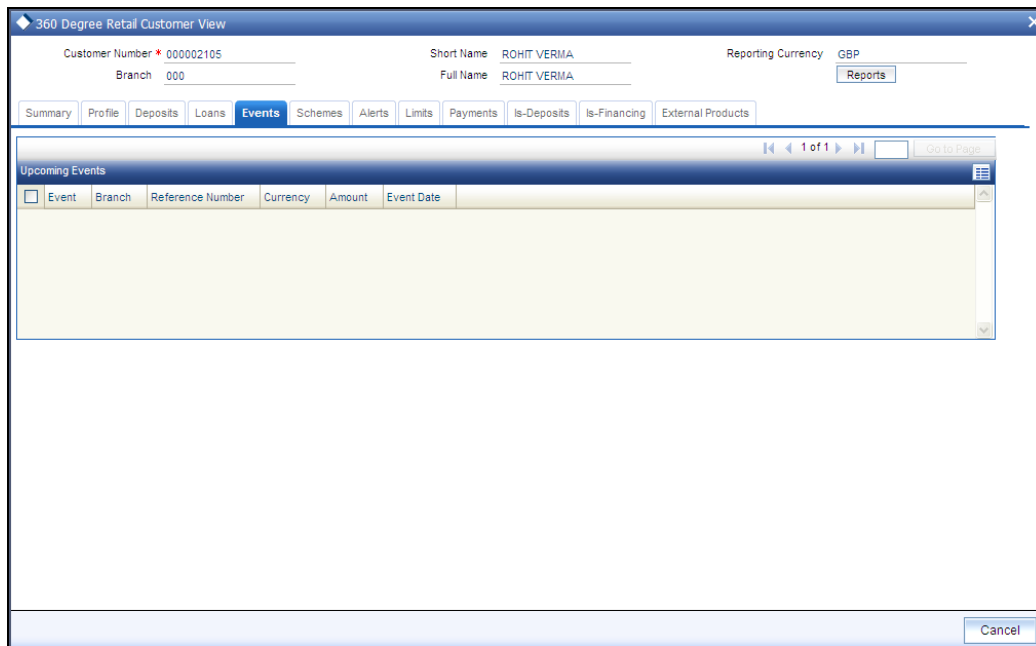 360 Degree Retail Customer View
Customer Number * 000002105 Short Name ROHIT VERMA Reporting Currency GBP
Branch 000 Full Name ROHIT VERMA Reports
Summary Profile Deposits Loans Events Schemes Alerts Limits Payments Is-Deposits Is-Financing External Products
1 of 1 Go to Page
Upcoming Events
Event Branch Reference Number Currency Amount Event Date
Cancel